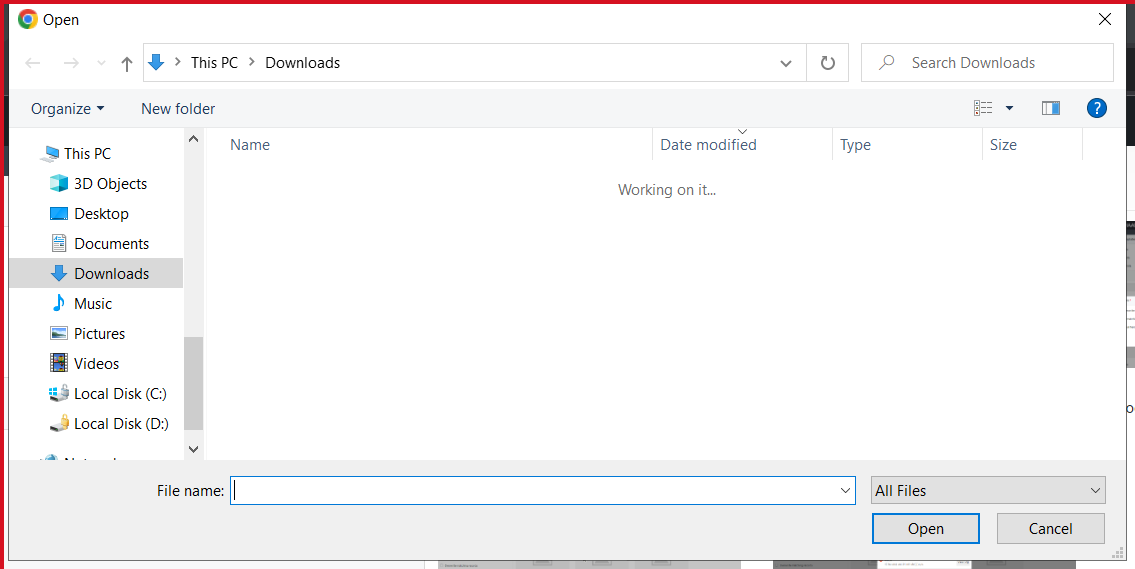 Open
This PC Downloads
Search Downloads
Organize
New folder
Name
Date modified
Type
Size
Working on it...
This PC
3D Objects
Desktop
Documents
Downloads
Music
Pictures
Videos
Local Disk (C:)
Local Disk (D:)
File name:
All Files
Open
Cancel